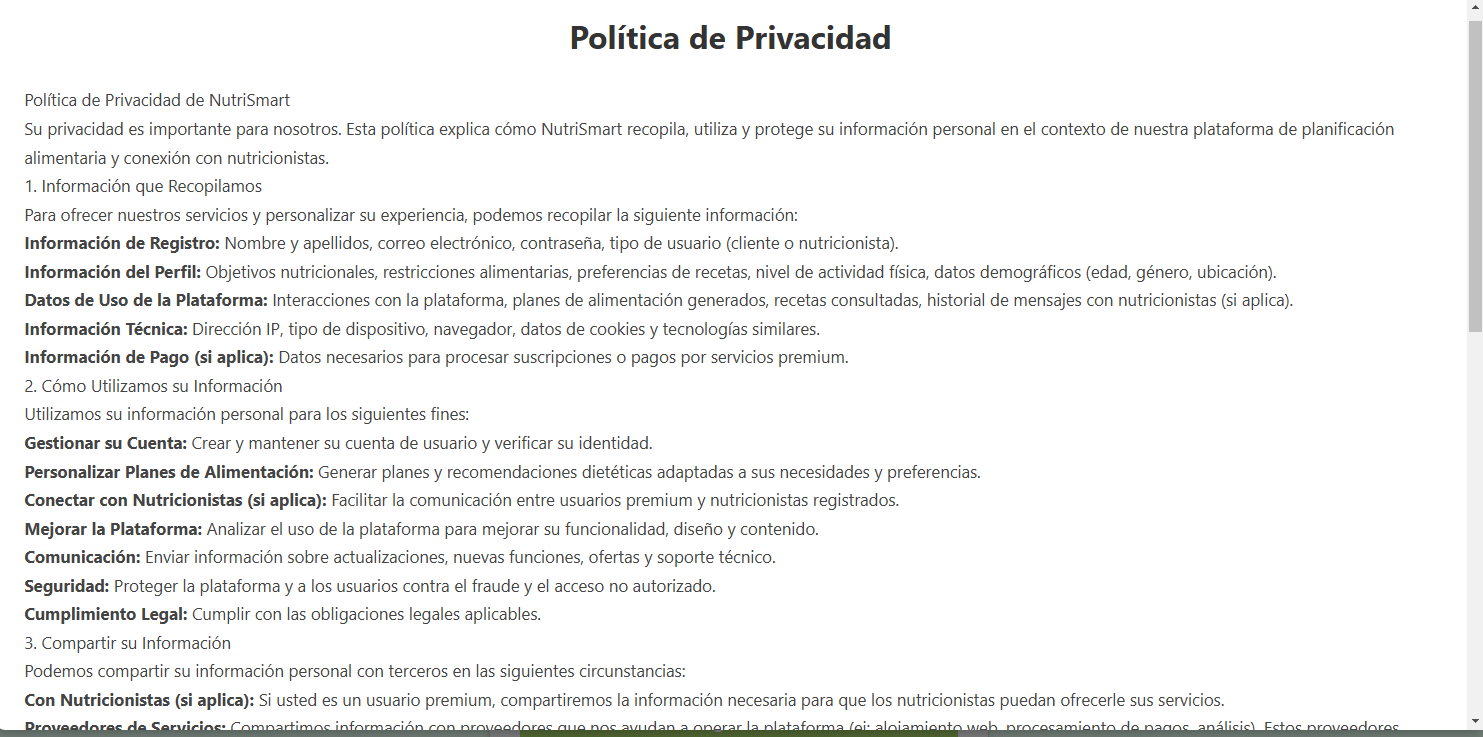 Política de Privacidad
Política de Privacidad de NutriSmart
Su privacidad es importante para nosotros. Esta política explica cómo NutriSmart recopila, utiliza y protege su información personal en el contexto de nuestra plataforma de planificación
alimentaria y conexión con nutricionistas.
1. Información que Recopilamos
Para ofrecer nuestros servicios y personalizar su experiencia, podemos recopilar la siguiente información:
Información de Registro: Nombre y apellidos, correo electrónico, contraseña, tipo de usuario (cliente o nutricionista).
Información del Perfil: Objetivos nutricionales, restricciones alimentarias, preferencias de recetas, nivel de actividad física, datos demográficos (edad, género, ubicación).
Datos de Uso de la Plataforma: Interacciones con la plataforma, planes de alimentación generados, recetas consultadas, historial de mensajes con nutricionistas (si aplica).
Información Técnica: Dirección IP, tipo de dispositivo, navegador, datos de cookies y tecnologías similares.
Información de Pago (si aplica): Datos necesarios para procesar suscripciones o pagos por servicios premium.
2. Cómo Utilizamos su Información
Utilizamos su información personal para los siguientes fines:
Gestionar su Cuenta: Crear y mantener su cuenta de usuario y verificar su identidad.
Personalizar Planes de Alimentación: Generar planes y recomendaciones dietéticas adaptadas a sus necesidades y preferencias.
Conectar con Nutricionistas (si aplica): Facilitar la comunicación entre usuarios premium y nutricionistas registrados.
Mejorar la Plataforma: Analizar el uso de la plataforma para mejorar su funcionalidad, diseño y contenido.
Comunicación: Enviar información sobre actualizaciones, nuevas funciones, ofertas y soporte técnico.
Seguridad: Proteger la plataforma y a los usuarios contra el fraude y el acceso no autorizado.
Cumplimiento Legal: Cumplir con las obligaciones legales aplicables.
3. Compartir su Información
Podemos compartir su información personal con terceros en las siguientes circunstancias:
Con Nutricionistas (si aplica): Si usted es un usuario premium, compartiremos la información necesaria para que los nutricionistas puedan ofrecerle sus servicios.
Proveedores de Servicios: Compartimos información con proveedores que nos ayudan a operar la plataforma (ej: alojamiento web, procesamiento de pagos, análisis). Estos proveedores